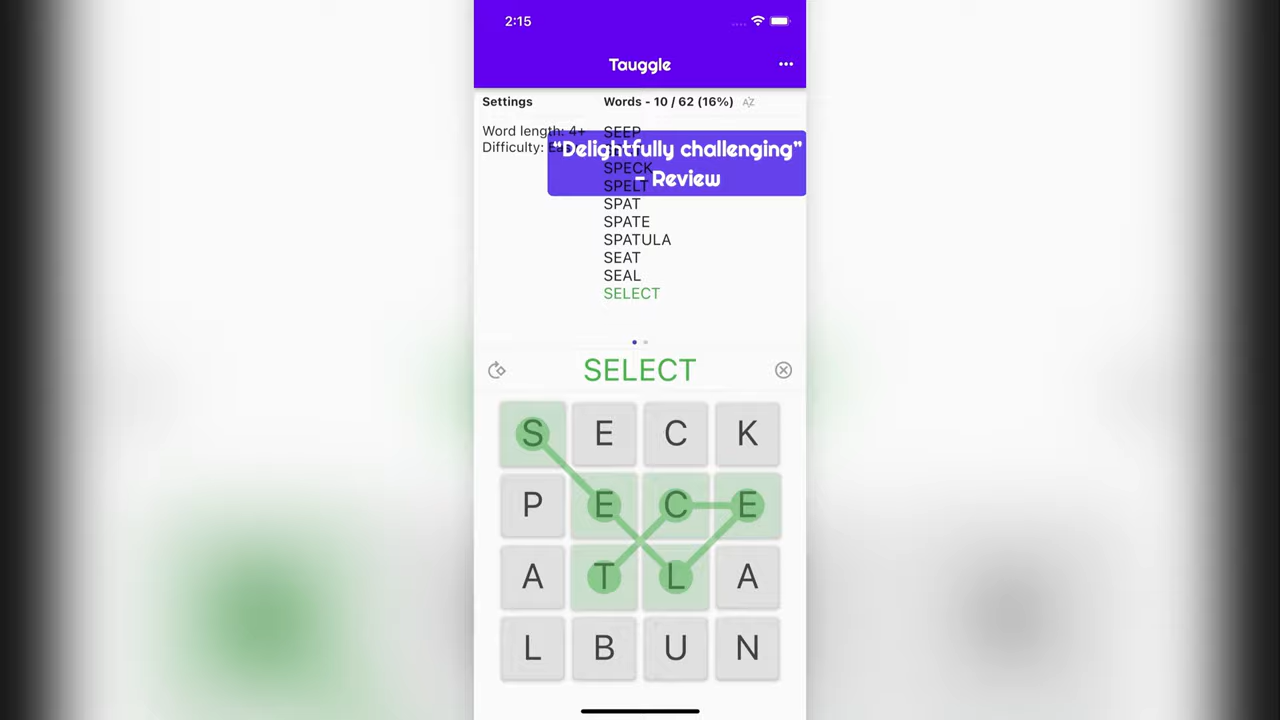 2:15
Tauggle
Settings
Words - 10 / 62 (16%)
AZ
Word length: 4+
Difficulty:
SEEP
"Delightfully challenging"
- Review
SPECK
SPELT
SPAT
SPATE
SPATULA
SEAT
SEAL
SELECT
SELECT
S E C K
P E C E
A T L A
L B U N